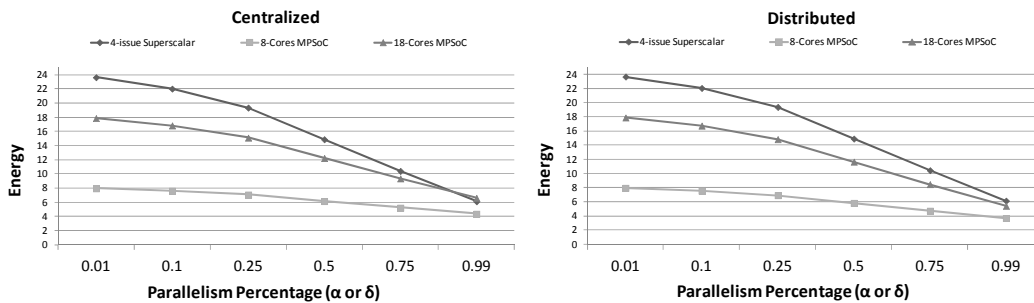 Centralized
4-issue Superscalar 8-Cores MPSoC 18-Cores MPSoC
24
22
20
18
16
14
12
10
8
6
4
2
0
Energy
0.01 0.1 0.25 0.5 0.75 0.99
Parallelism Percentage (α or δ)
Distributed
4-issue Superscalar 8-Cores MPSoC 18-Cores MPSoC
24
22
20
18
16
14
12
10
8
6
4
2
0
Energy
0.01 0.1 0.25 0.5 0.75 0.99
Parallelism Percentage (α or δ)